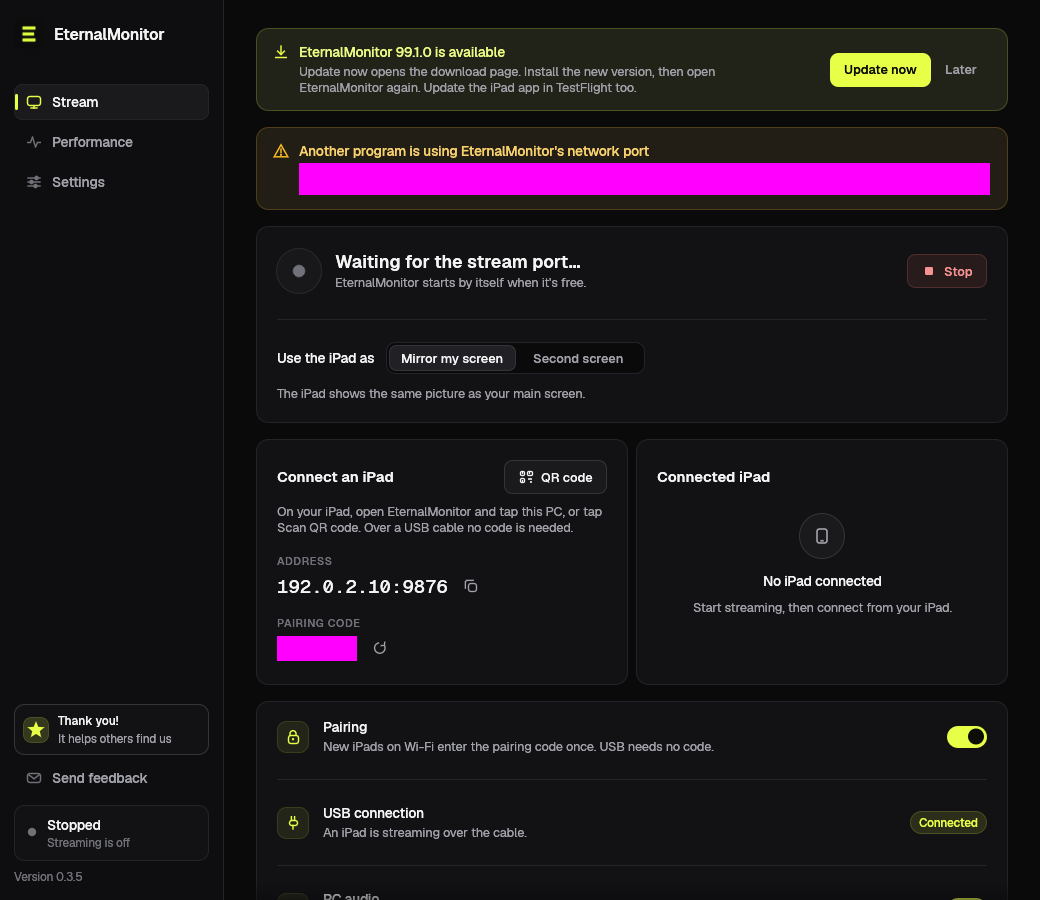 EternalMonitor
Stream
Performance
Settings
Thank you!
It helps others find us
Send feedback
Stopped
Streaming is off
Version 0.3.5
EternalMonitor 99.1.0 is available
Update now opens the download page. Install the new version, then open
EternalMonitor again. Update the iPad app in TestFlight too.
Update now
Later
Another program is using EternalMonitor's network port
Waiting for the stream port...
EternalMonitor starts by itself when it's free.
Stop
Use the iPad as
Mirror my screen
Second screen
The iPad shows the same picture as your main screen.
Connect an iPad
QR code
On your iPad, open EternalMonitor and tap this PC, or tap
Scan QR code. Over a USB cable no code is needed.
ADDRESS
192.0.2.10:9876
PAIRING CODE
Connected iPad
No iPad connected
Start streaming, then connect from your iPad.
Pairing
New iPads on Wi-Fi enter the pairing code once. USB needs no code.
USB connection
An iPad is streaming over the cable.
Connected
PC audio